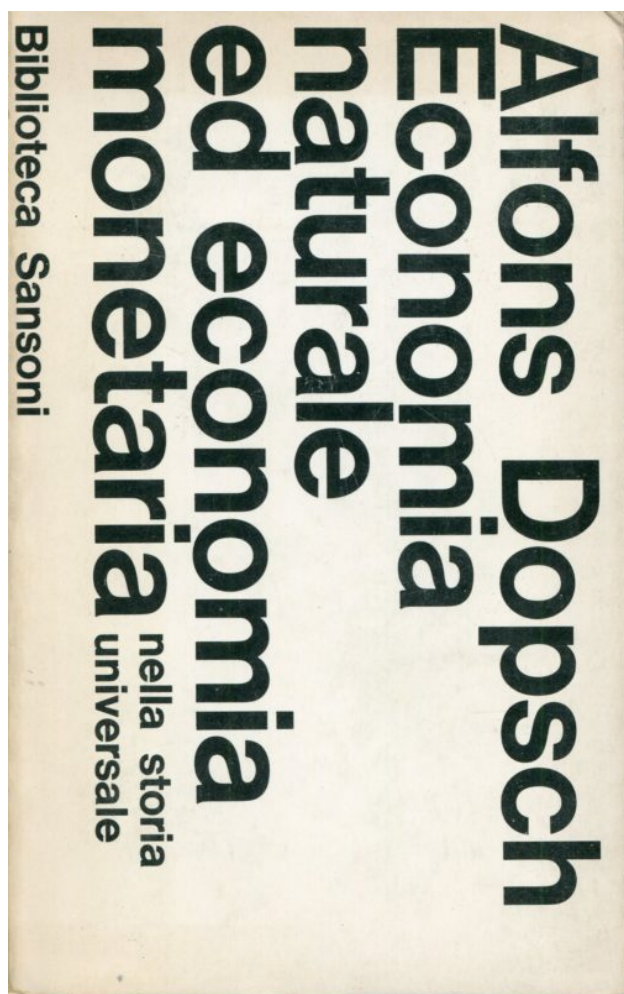 Alfons Dopsch
Economia
naturale
ed economia
monetaria
nella storia
universale
Biblioteca Sansoni